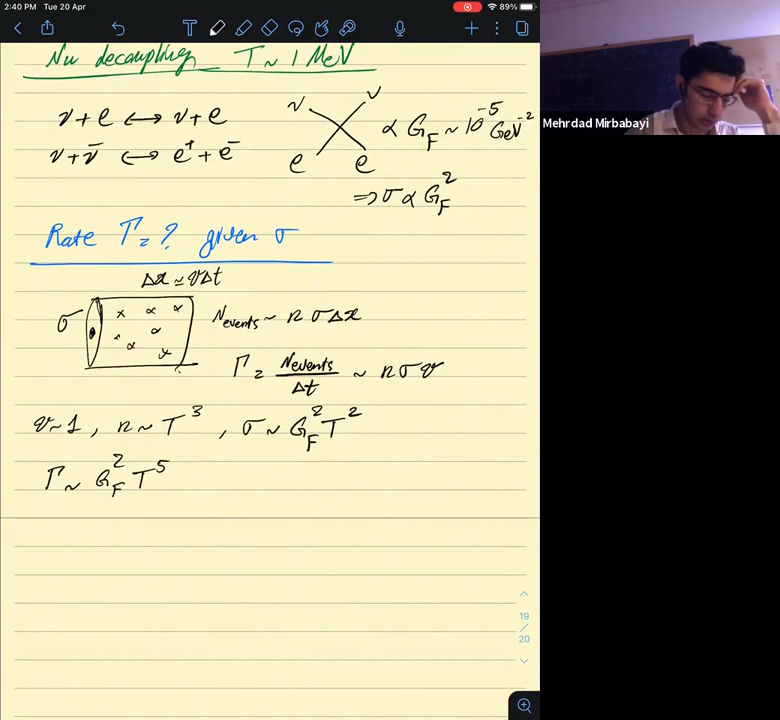 2:40 PM Tue 20 Apr
89%
Nu decoupling T ~ 1 MeV
ν + e ↔ ν + e
ν + ν̄ ↔ e⁺ + e⁻
ν ν
e e
∝ G_F ~ 10⁻⁵ GeV⁻²
⇒ σ ∝ G_F²
Rate Γ = ? given σ
Δx ≃ vΔt
σ
N_events ~ n σ Δx
Γ = N_events / Δt ~ n σ v
v ~ 1 , n ~ T³ , σ ~ G_F² T²
Γ ~ G_F² T⁵
19 / 20
Mehrdad Mirbabayi